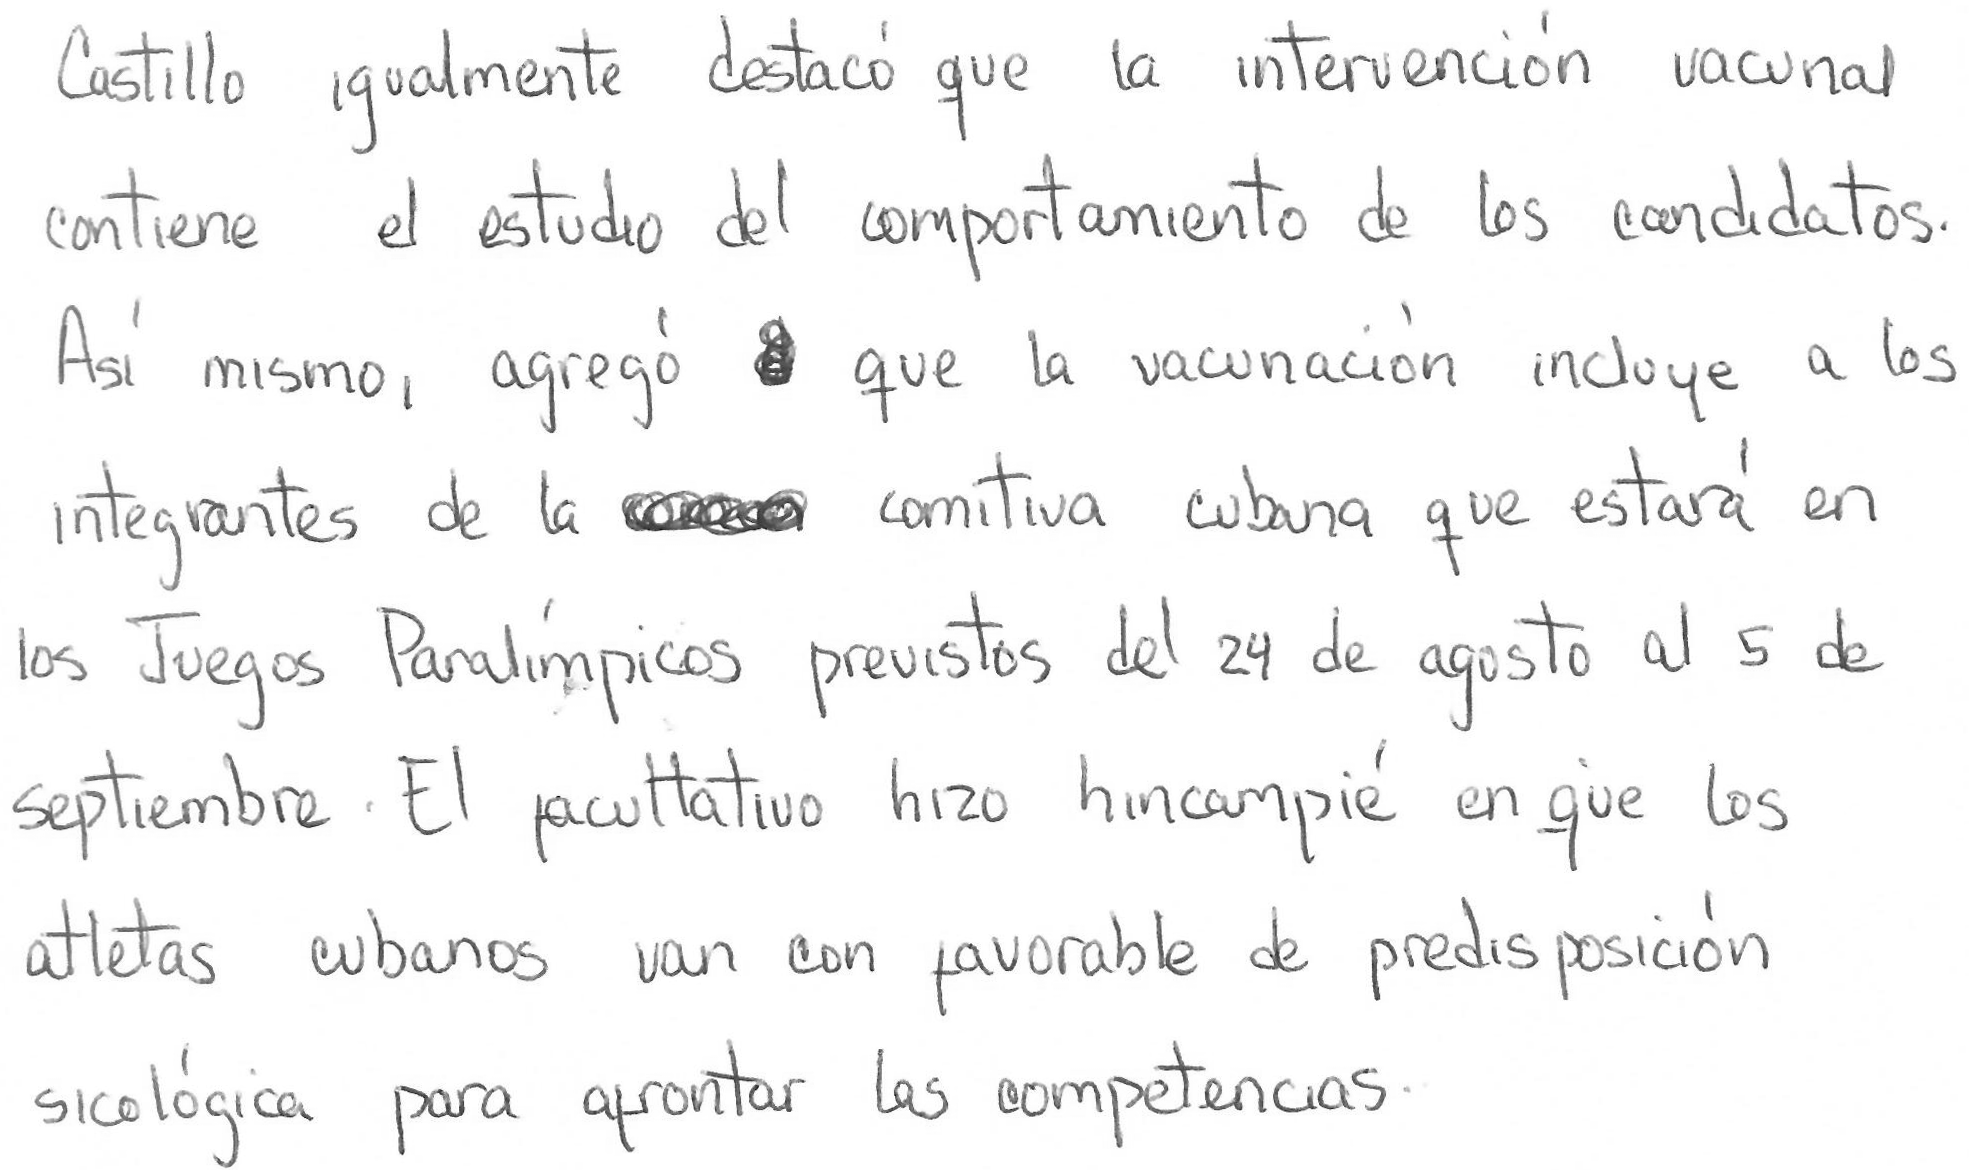 Castillo igualmente destacó que la intervención vacunal
contiene el estudio del comportamiento de los candidatos.
Así mismo, agregó que la vacunación incluye a los
integrantes de la comitiva cubana que estará en
los Juegos Paralímpicos previstos del 24 de agosto al 5 de
septiembre. El facultativo hizo hincampié en que los
atletas cubanos van con favorable de predisposición
sicológica para afrontar las competencias.